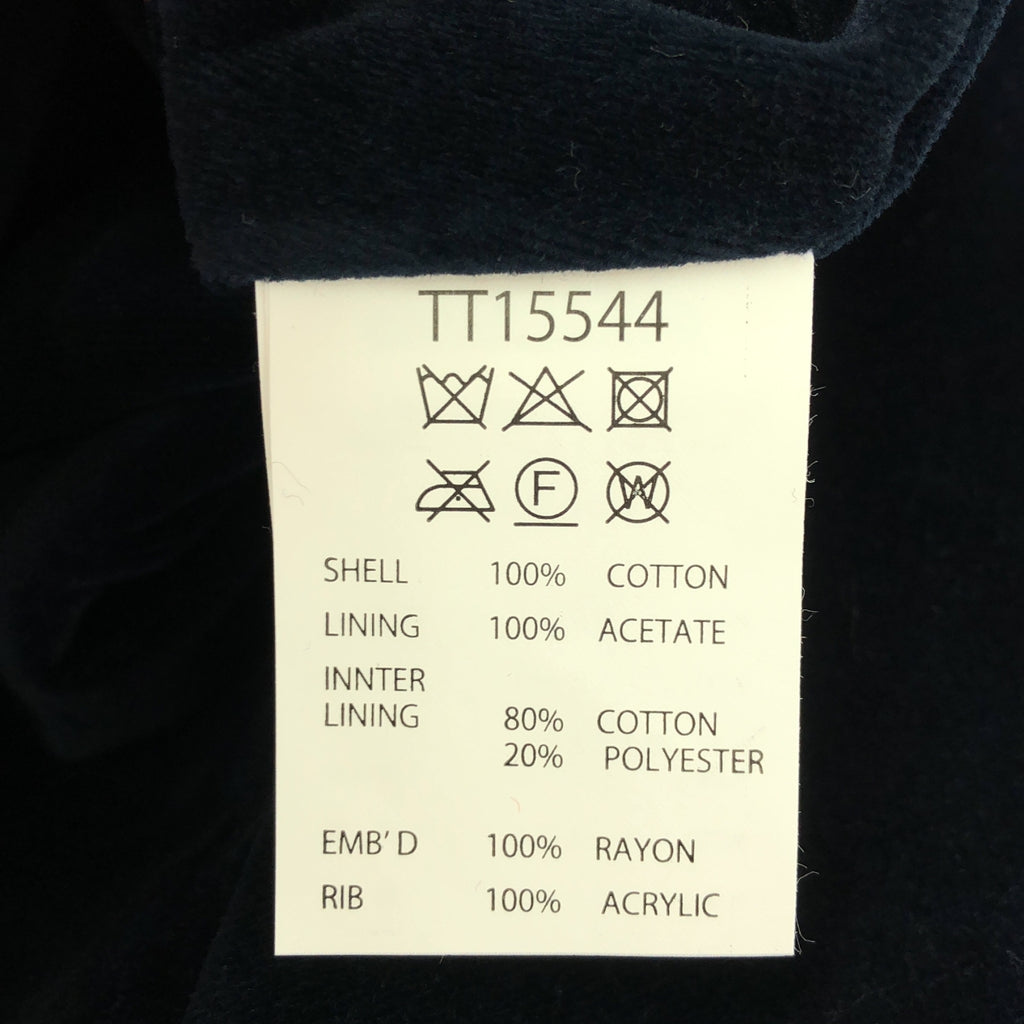 TT15544
F W
SHELL 100% COTTON
LINING 100% ACETATE
INNTER
LINING 80% COTTON
20% POLYESTER
EMB' D 100% RAYON
RIB 100% ACRYLIC